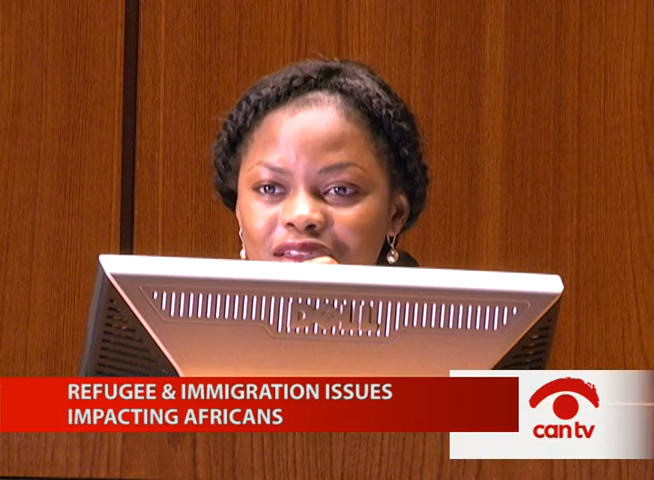 DELL
REFUGEE & IMMIGRATION ISSUES
IMPACTING AFRICANS
can tv